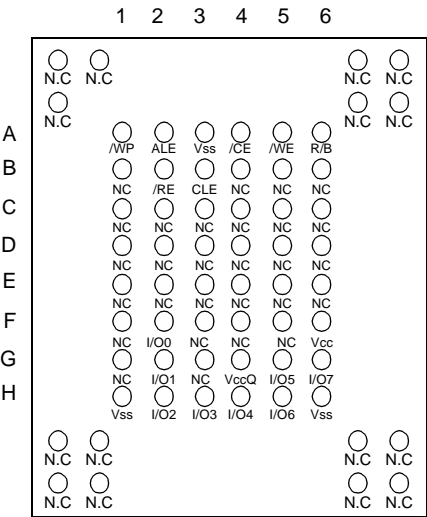 1 2 3 4 5 6
N.C N.C N.C N.C
N.C N.C N.C
A
/WP ALE Vss /CE /WE R/B
B
NC /RE CLE NC NC NC
C
NC NC NC NC NC NC
D
NC NC NC NC NC NC
E
NC NC NC NC NC NC
F
NC I/O0 NC NC NC Vcc
G
NC I/O1 NC VccQ I/O5 I/O7
H
Vss I/O2 I/O3 I/O4 I/O6 Vss
N.C N.C N.C N.C
N.C N.C N.C N.C